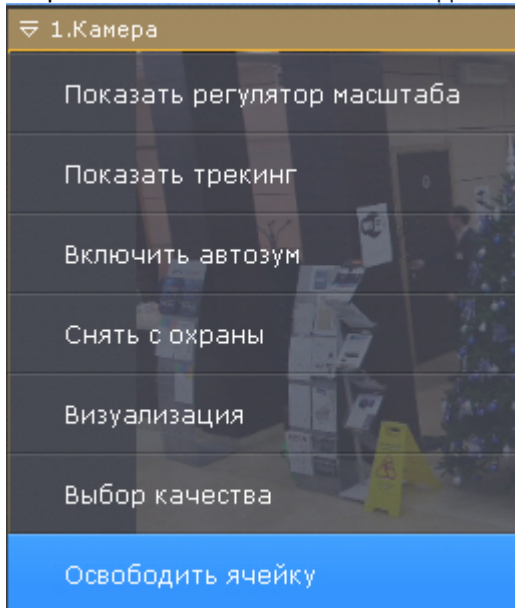 1.Камера
Показать регулятор масштаба
Показать трекинг
Включить автозум
Снять с охраны
Визуализация
Выбор качества
Освободить ячейку